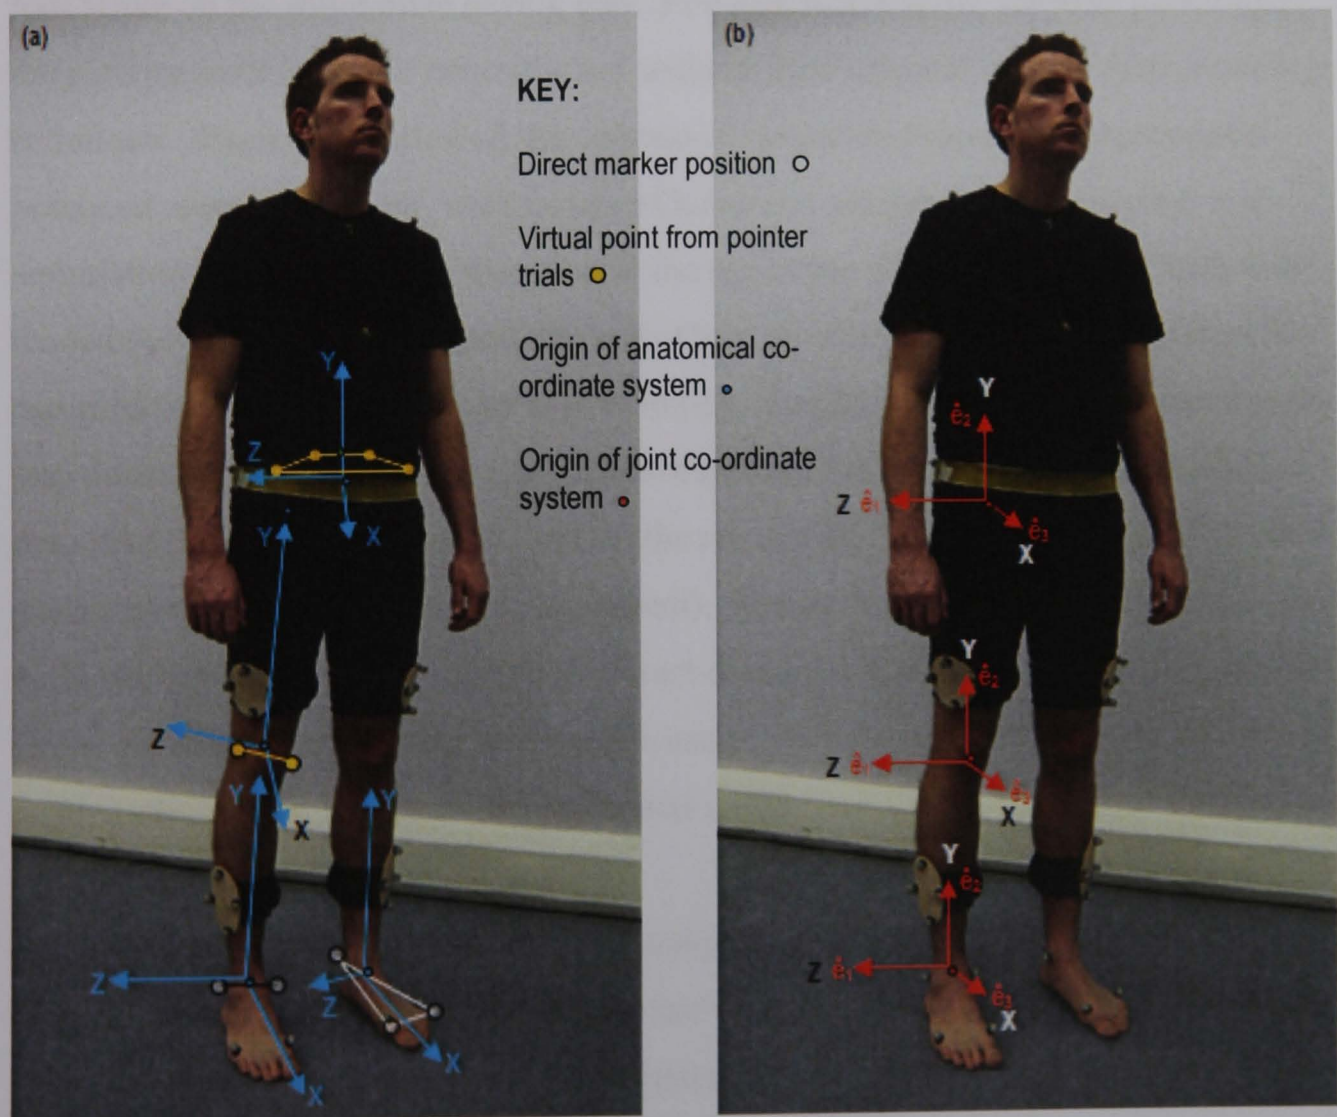 (a)
KEY:
Direct marker position
Virtual point from pointer
trials
Origin of anatomical co-
ordinate system
Origin of joint co-ordinate
system
Y
Z
X
Y
Z
X
Y
Z
X
Y
Z
X
(b)
Y
ê₂
Z ê₁
ê₃
X
Y
ê₂
Z ê₁
ê₃
X
Y
ê₂
Z ê₁
ê₃
X